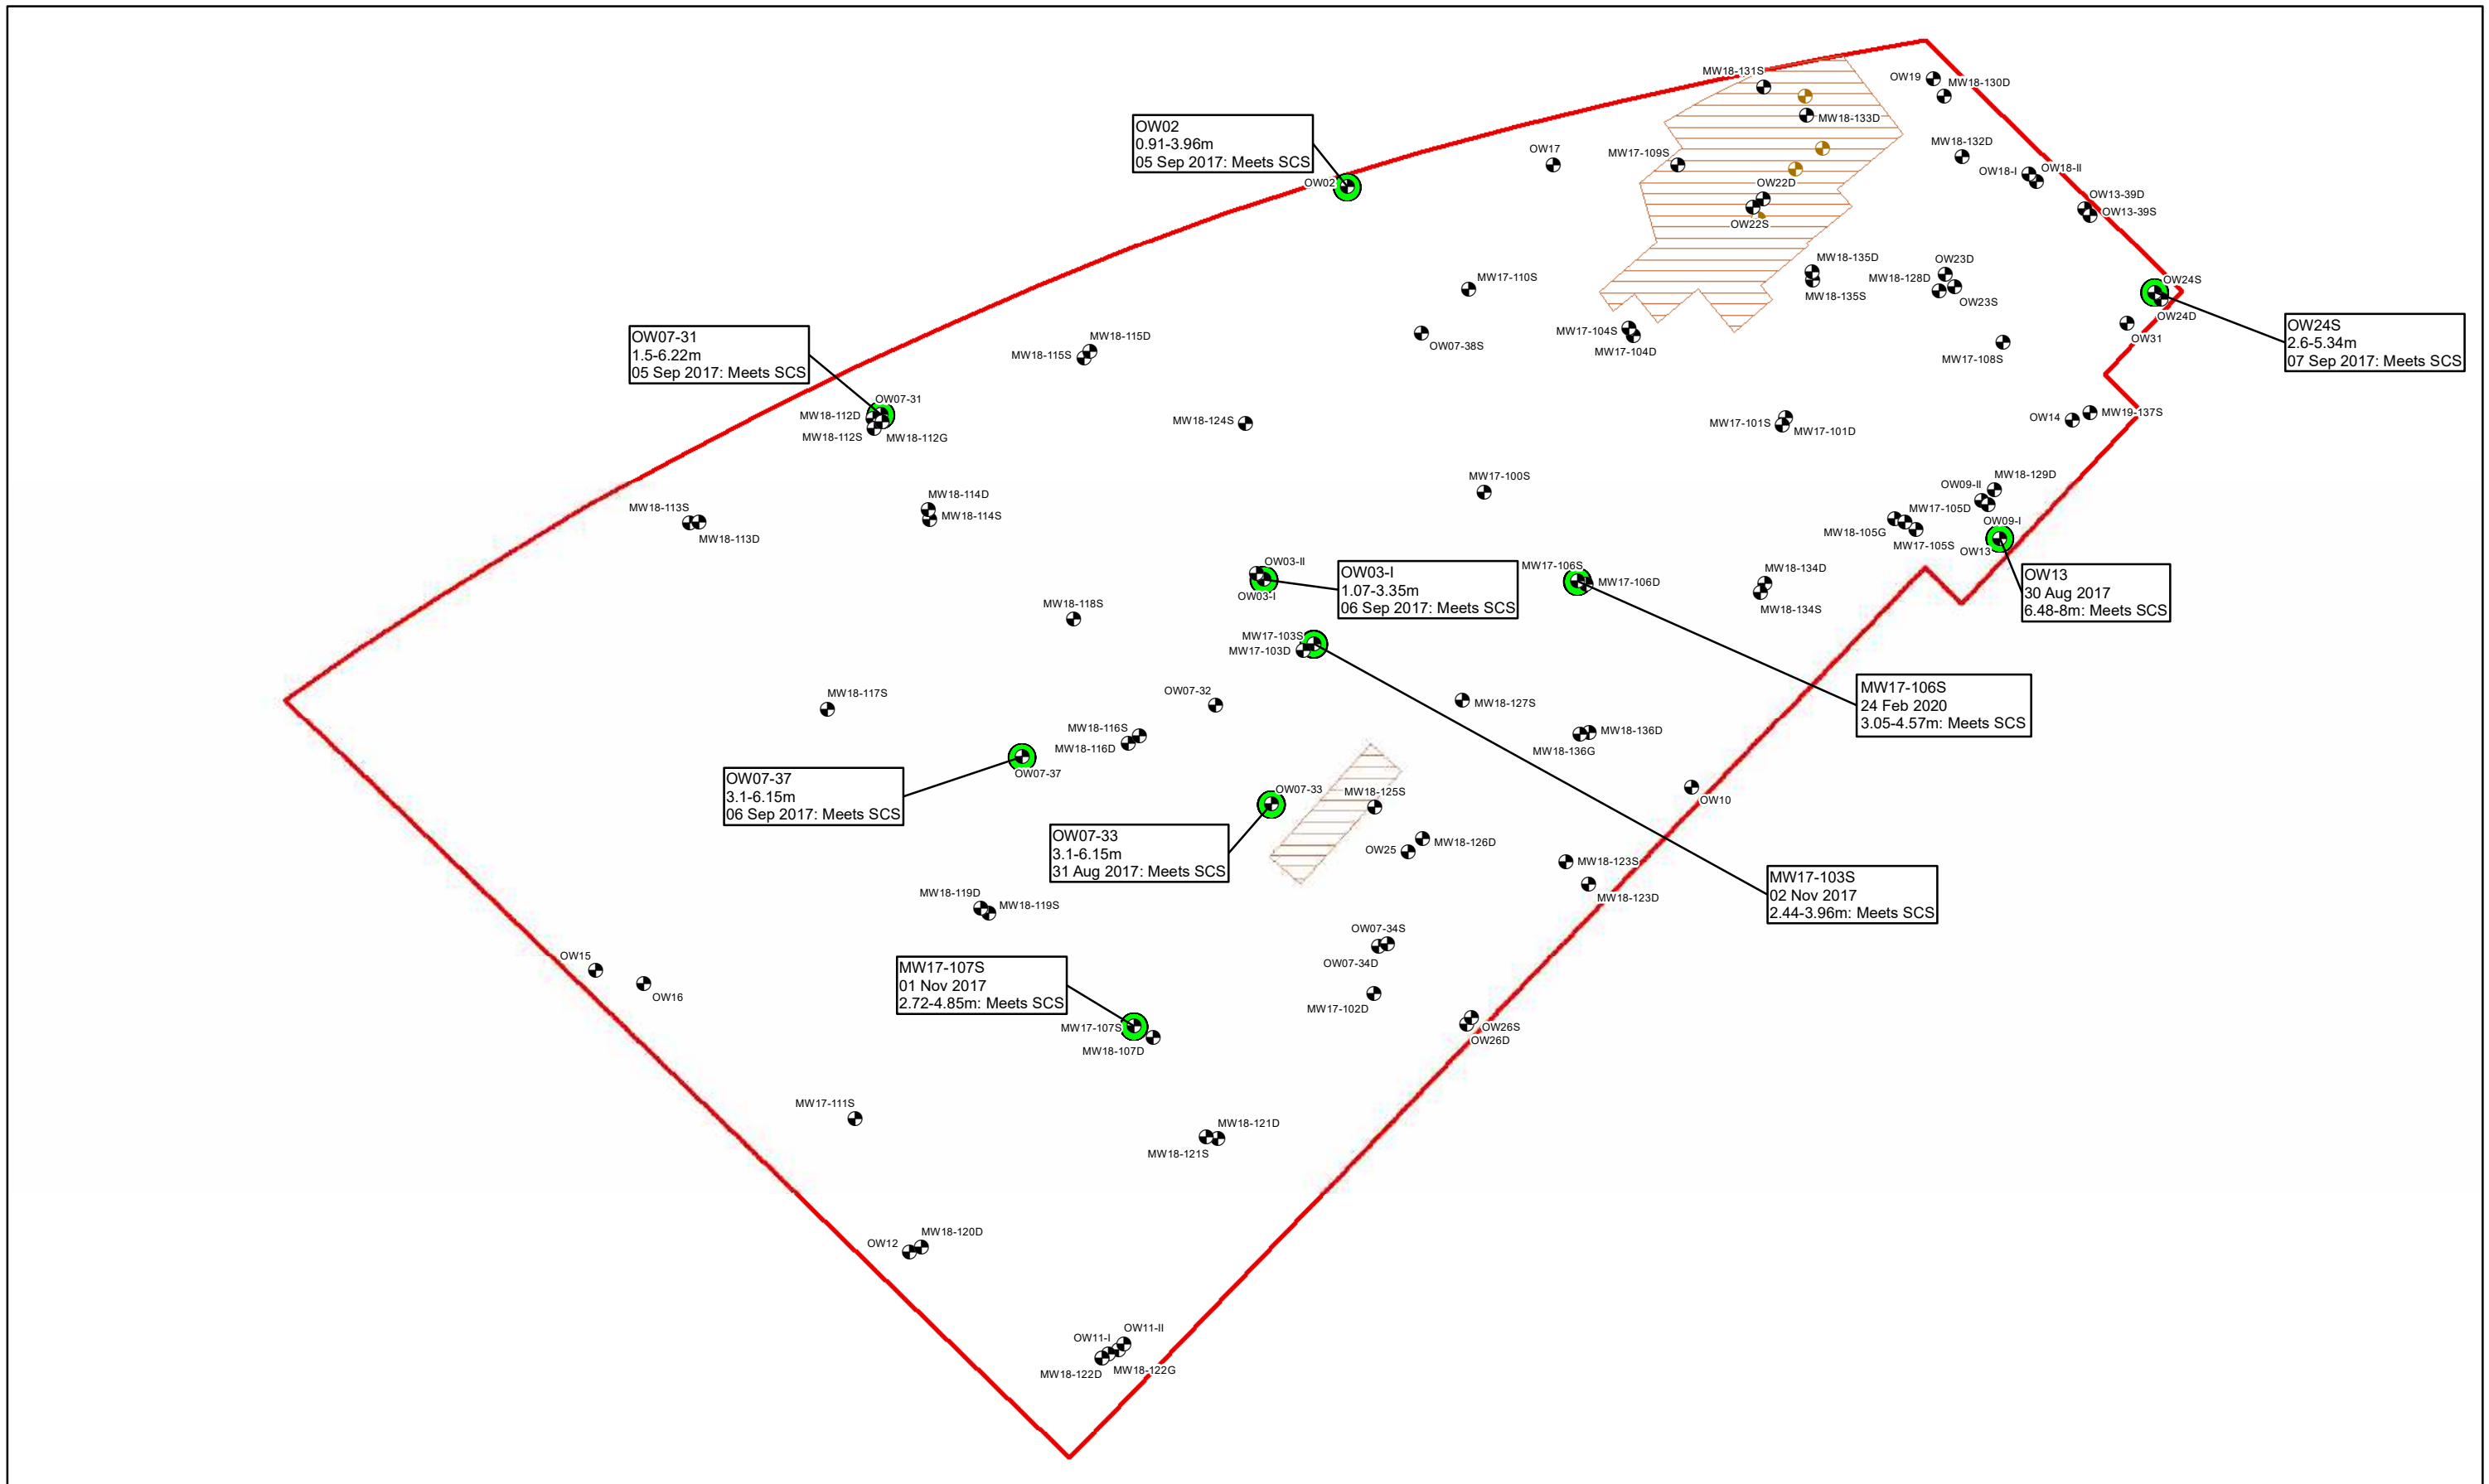 MW18-131S
OW19
MW18-130D
OW02
0.91-3.96m
05 Sep 2017: Meets SCS
MW18-133D
OW17
MW17-109S
MW18-132D
OW18-I
OW18-II
OW02
OW22D
OW13-39D
OW13-39S
OW22S
MW17-110S
MW18-135D
MW18-135S
OW23D
MW18-128D
OW23S
OW24S
OW24D
OW31
OW24S
2.6-5.34m
07 Sep 2017: Meets SCS
OW07-31
1.5-6.22m
05 Sep 2017: Meets SCS
MW18-115D
MW18-115S
OW07-38S
MW17-104S
MW17-104D
MW17-108S
OW07-31
MW18-112D
MW18-112S
MW18-112G
MW18-124S
MW17-101S
MW17-101D
OW14
MW19-137S
MW17-100S
MW18-129D
OW09-II
MW18-113S
MW18-113D
MW18-114D
MW18-114S
MW17-105D
MW18-105G
MW17-105S
OW09-I
OW13
OW03-II
OW03-I
OW03-I
1.07-3.35m
06 Sep 2017: Meets SCS
MW17-106S
MW17-106D
MW18-134D
MW18-134S
OW13
30 Aug 2017
6.48-8m: Meets SCS
MW18-118S
MW17-103S
MW17-103D
MW18-117S
OW07-32
MW18-127S
MW17-106S
24 Feb 2020
3.05-4.57m: Meets SCS
MW18-116S
MW18-116D
MW18-136D
MW18-136G
OW07-37
OW07-37
3.1-6.15m
06 Sep 2017: Meets SCS
OW07-33
MW18-125S
OW10
OW07-33
3.1-6.15m
31 Aug 2017: Meets SCS
OW25
MW18-126D
MW18-123S
MW18-123D
MW17-103S
02 Nov 2017
2.44-3.96m: Meets SCS
MW18-119D
MW18-119S
OW07-34S
OW07-34D
OW15
OW16
MW17-107S
01 Nov 2017
2.72-4.85m: Meets SCS
MW17-102D
MW17-107S
MW18-107D
OW26S
OW26D
MW17-111S
MW18-121D
MW18-121S
OW12
MW18-120D
OW11-II
OW11-I
MW18-122D
MW18-122G